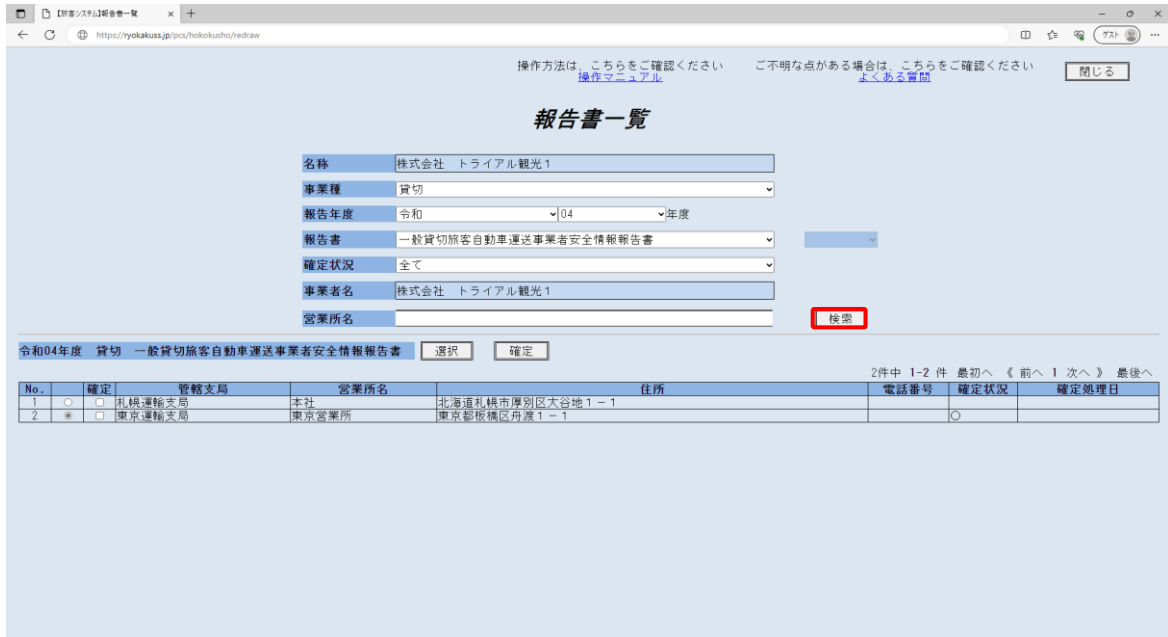 【旅客システム】報告書一覧
https://ryokakuss.jp/pcs/hokokusho/redraw
ゲスト
操作方法は、こちらをご確認ください ご不明な点がある場合は、こちらをご確認ください 閉じる
操作マニュアル よくある質問
報告書一覧
名称 株式会社 トライアル観光1
事業種 貸切
報告年度 令和 04 年度
報告書 一般貸切旅客自動車運送事業者安全情報報告書
確定状況 全て
事業者名 株式会社 トライアル観光1
営業所名 検索
令和04年度 貸切 一般貸切旅客自動車運送事業者安全情報報告書 選択 確定
2件中 1-2 件 最初へ 《 前へ 1 次へ 》 最後へ
No. 確定 管轄支局 営業所名 住所 電話番号 確定状況 確定処理日
1 札幌運輸支局 本社 北海道札幌市厚別区大谷地1-1
2 東京運輸支局 東京営業所 東京都板橋区舟渡1-1 ○